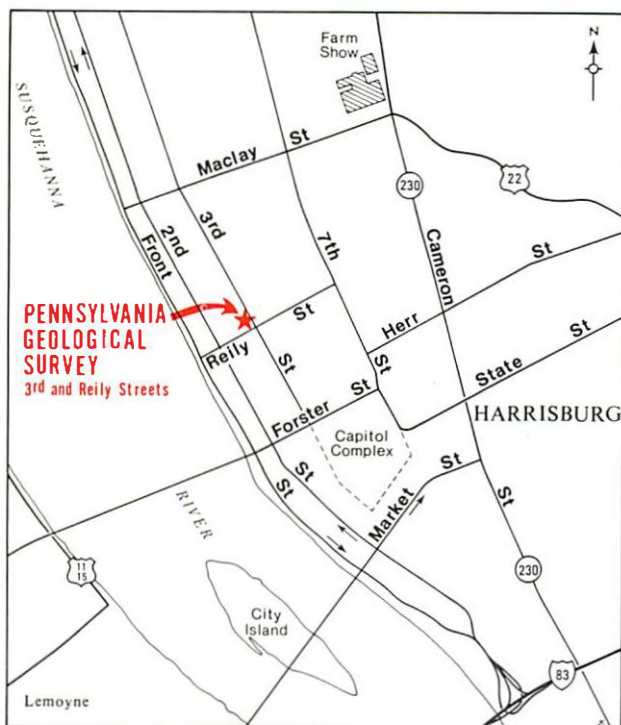 Farm
Show
N
SUSQUEHANNA
Maclay St
230
22
2nd
3rd
7th
Cameron
Front
St
PENNSYLVANIA
GEOLOGICAL
SURVEY
3rd and Reily Streets
Reily St
Herr St
St
St
State St
Forster St
HARRISBURG
Capitol
Complex
St
St
Market St
St
RIVER
11
15
230
City
Island
83
Lemoyne